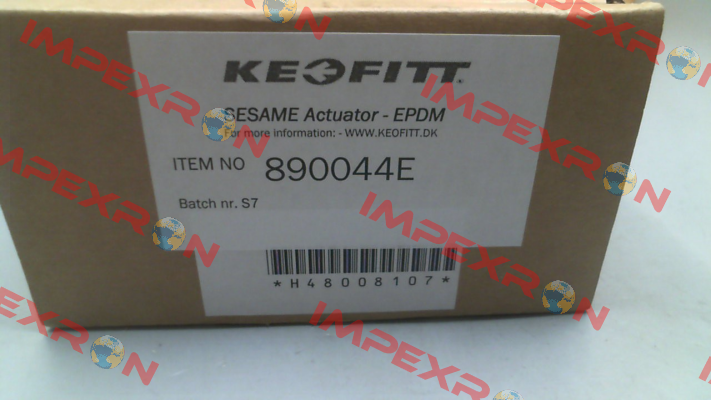 KEOFITT
SESAME Actuator - EPDM
For more information: - WWW.KEOFITT.DK
ITEM NO 890044E
Batch nr. S7
*H48008107*
IMPEXRON
IMPEXRON
IMPEXRON
IMPEXRON
IMPEXRON
IMPEXRON